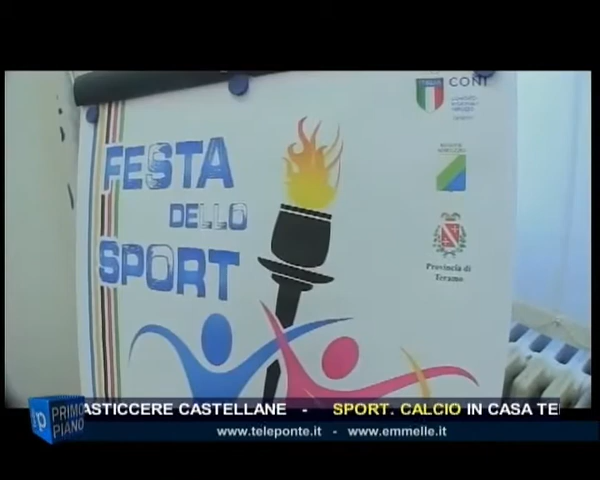 FESTA
DELLO
SPORT
ITALIA
CONI
Provincia di
Teramo
PRIMO
PIANO
ASTICCERE CASTELLANE - SPORT. CALCIO IN CASA TE
www.teleponte.it - www.emmelle.it